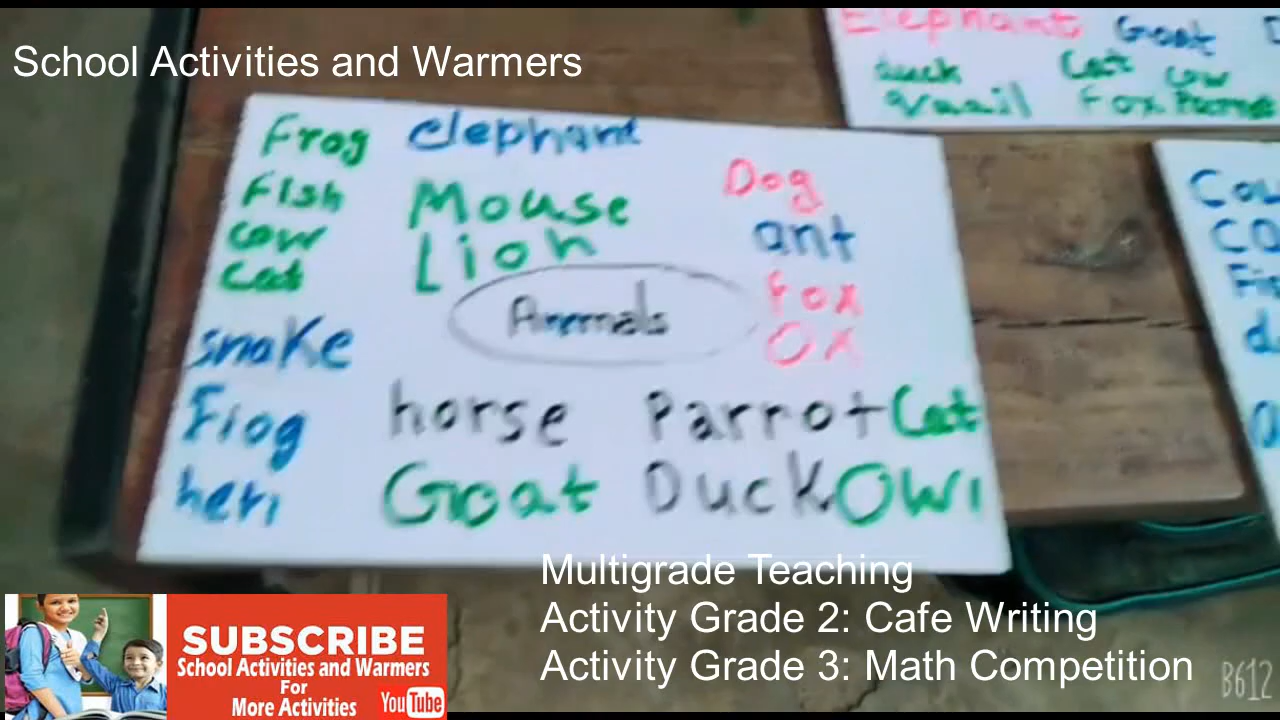 School Activities and Warmers
Elephants Goat
duck Cat cow
Fox
Frog elephant
Fish Mouse Dog
cow Lion ant
Cat Fox
Animals
snake Ox
Frog horse Parrot Cat
hen Goat Duck Owl
Multigrade Teaching
Activity Grade 2: Cafe Writing
Activity Grade 3: Math Competition
SUBSCRIBE
School Activities and Warmers
For
More Activities
YouTube
B612